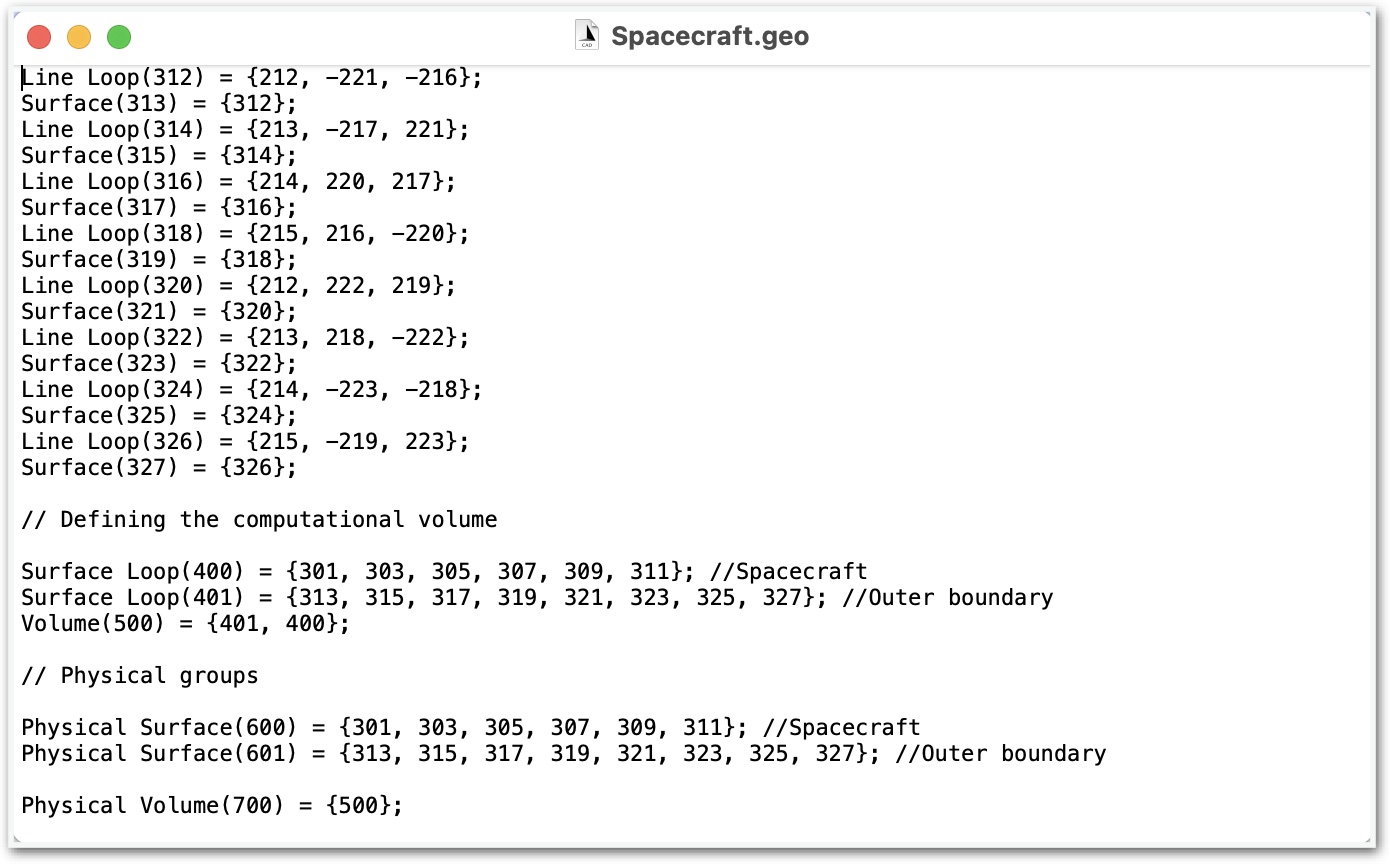 Spacecraft.geo
Line Loop(312) = {212, -221, -216};
Surface(313) = {312};
Line Loop(314) = {213, -217, 221};
Surface(315) = {314};
Line Loop(316) = {214, 220, 217};
Surface(317) = {316};
Line Loop(318) = {215, 216, -220};
Surface(319) = {318};
Line Loop(320) = {212, 222, 219};
Surface(321) = {320};
Line Loop(322) = {213, 218, -222};
Surface(323) = {322};
Line Loop(324) = {214, -223, -218};
Surface(325) = {324};
Line Loop(326) = {215, -219, 223};
Surface(327) = {326};
// Defining the computational volume
Surface Loop(400) = {301, 303, 305, 307, 309, 311}; //Spacecraft
Surface Loop(401) = {313, 315, 317, 319, 321, 323, 325, 327}; //Outer boundary
Volume(500) = {401, 400};
// Physical groups
Physical Surface(600) = {301, 303, 305, 307, 309, 311}; //Spacecraft
Physical Surface(601) = {313, 315, 317, 319, 321, 323, 325, 327}; //Outer boundary
Physical Volume(700) = {500};